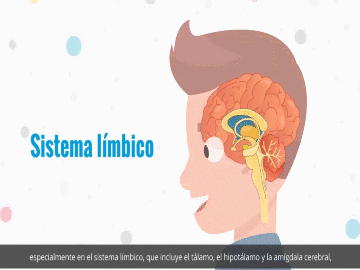 Sistema límbico
especialmente en el sistema límbico, que incluye el tálamo, el hipotálamo y la amígdala cerebral,